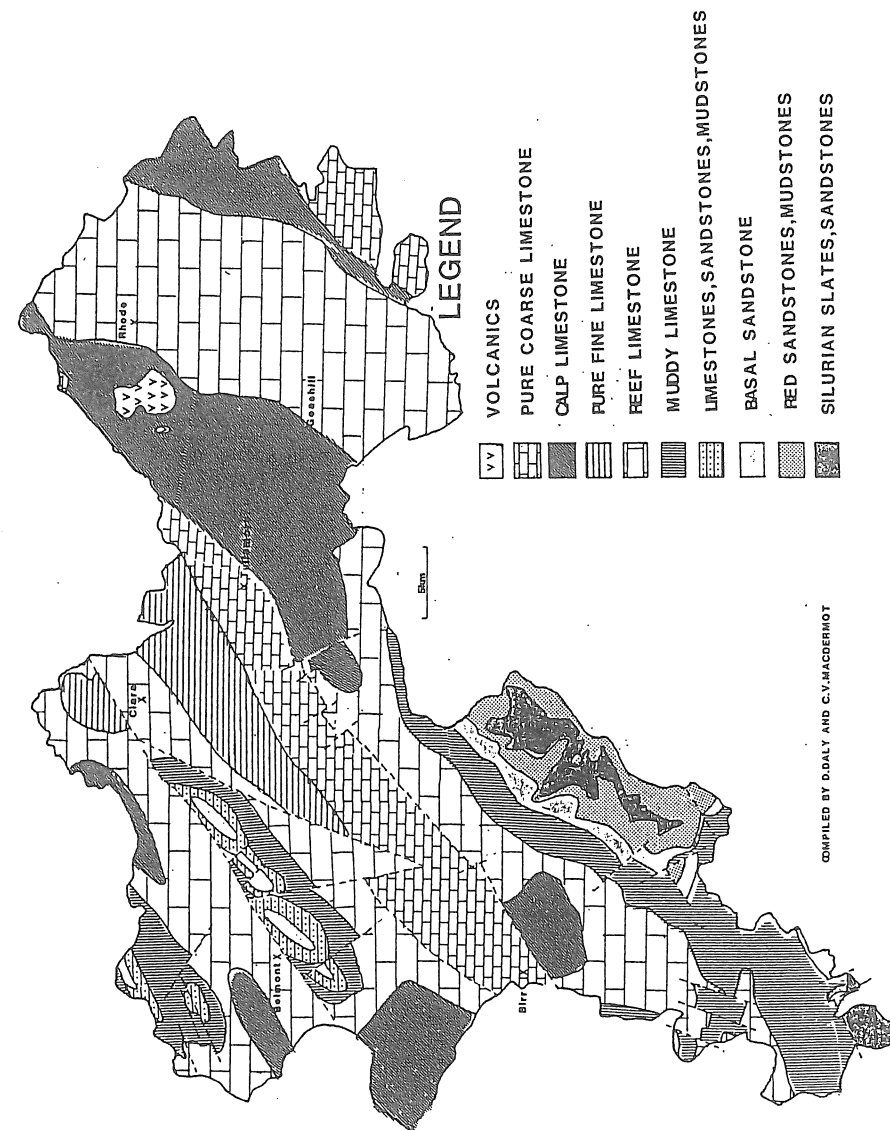 LEGEND
VOLCANICS
PURE COARSE LIMESTONE
CALP LIMESTONE
PURE FINE LIMESTONE
REEF LIMESTONE
MUDDY LIMESTONE
LIMESTONES, SANDSTONES, MUDSTONES
BASAL SANDSTONE
RED SANDSTONES, MUDSTONES
SILURIAN SLATES, SANDSTONES
Rhode
X
Geashill
Clara
X
X
Belmont X
Birr X
5km
COMPILED BY D.DALY AND C.V.MACDERMOT